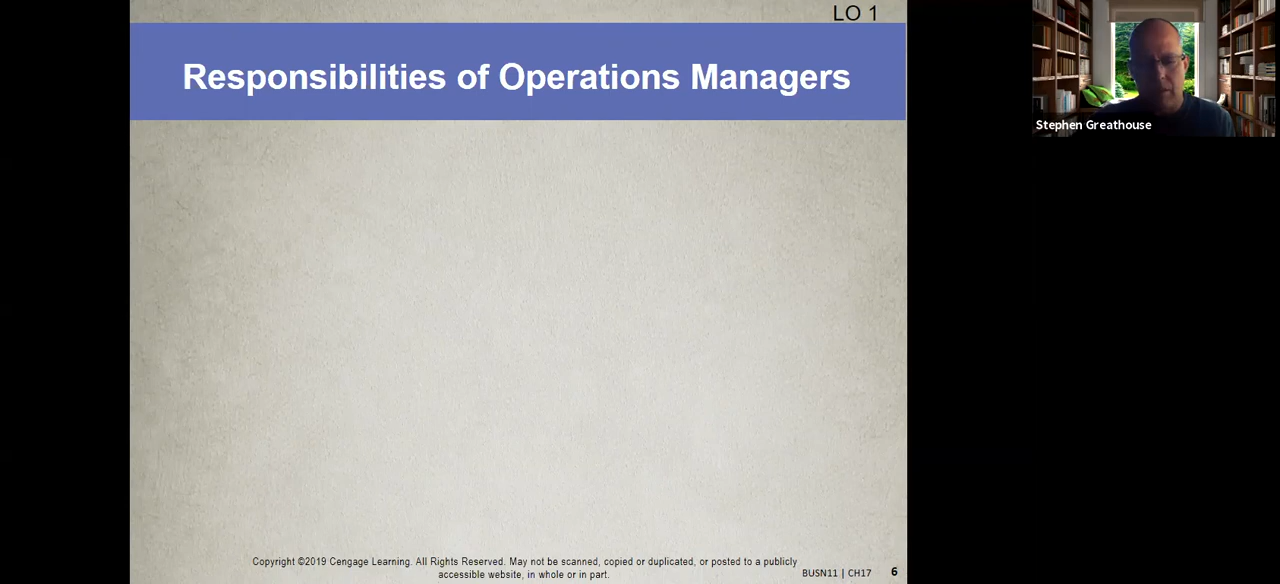 LO 1
Responsibilities of Operations Managers
Stephen Greathouse
Copyright ©2019 Cengage Learning. All Rights Reserved. May not be scanned, copied or duplicated, or posted to a publicly
accessible website, in whole or in part.
BUSN11 | CH17 6